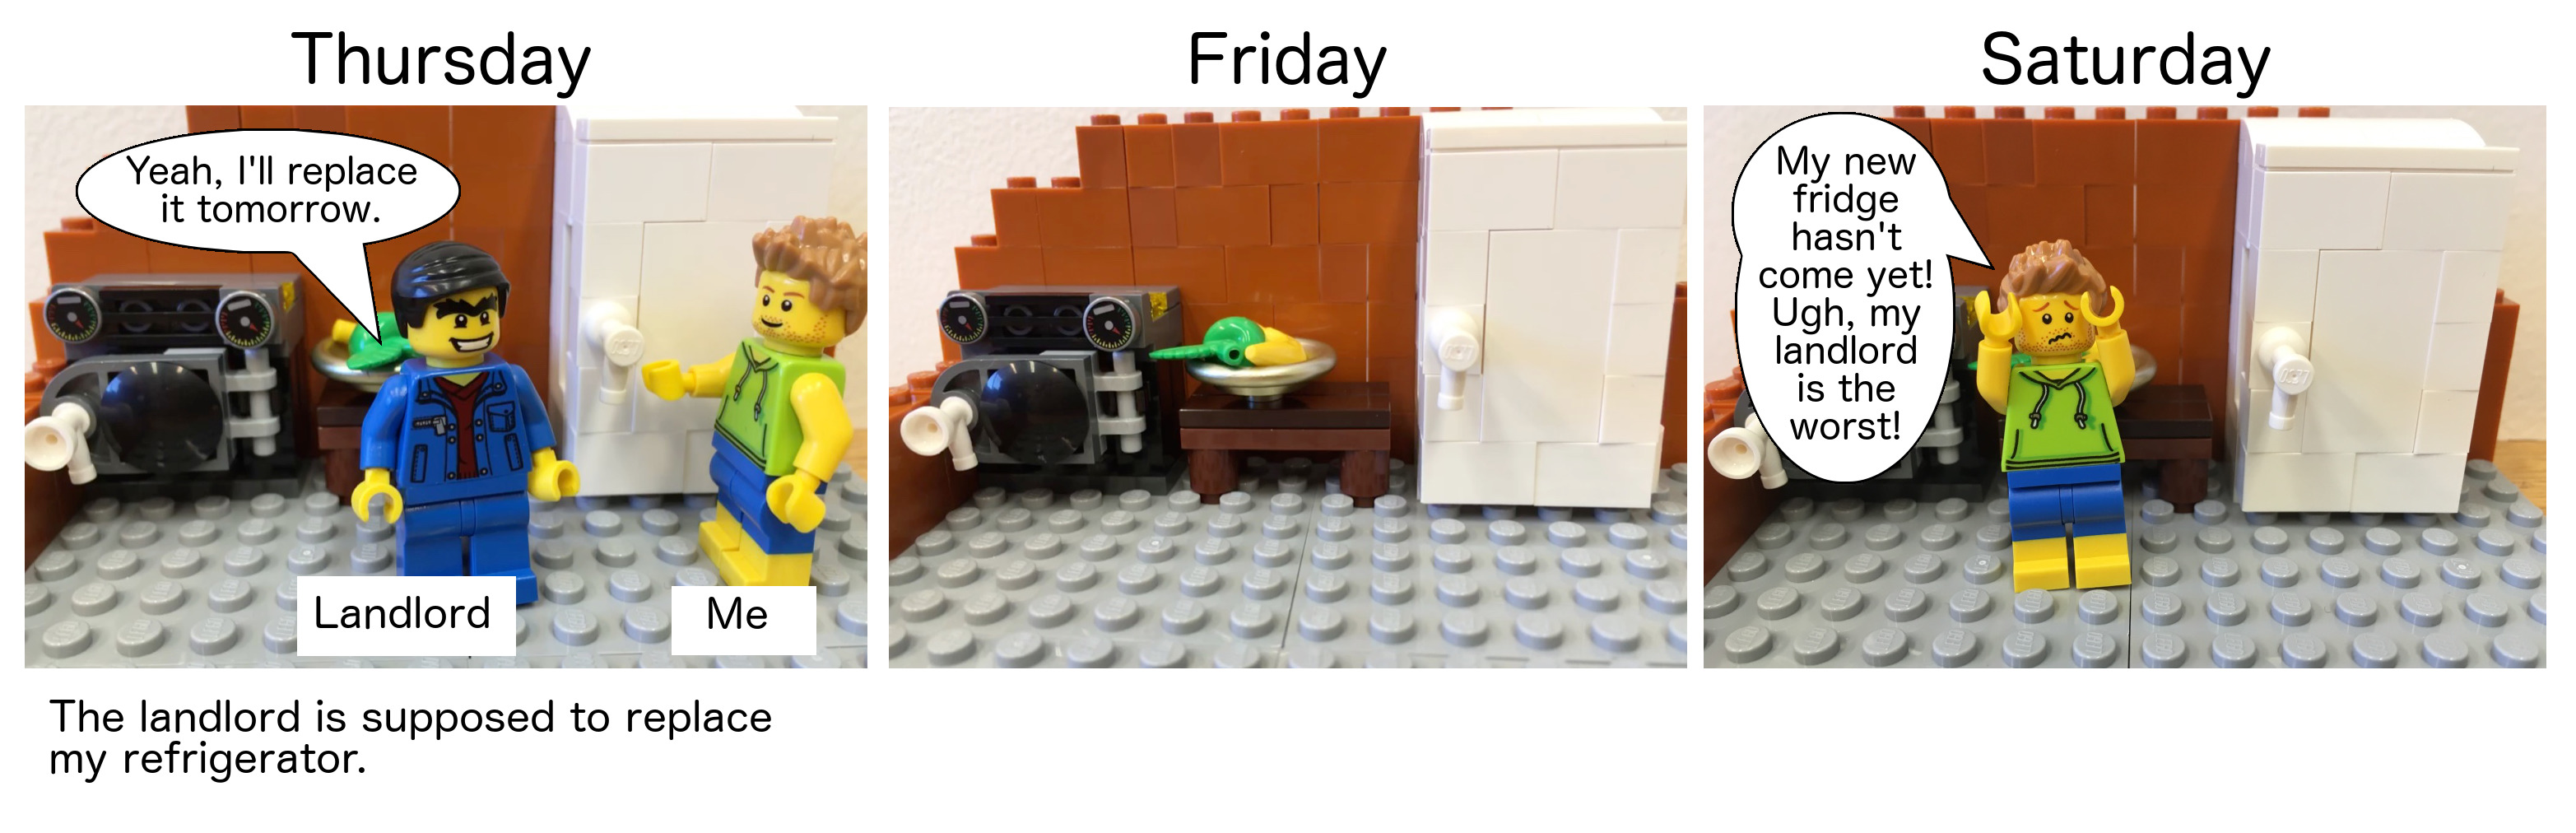 Thursday
Friday
Saturday
Yeah, I'll replace
it tomorrow.
Landlord
Me
The landlord is supposed to replace
my refrigerator.
My new
fridge
hasn't
come yet!
Ugh, my
landlord
is the
worst!